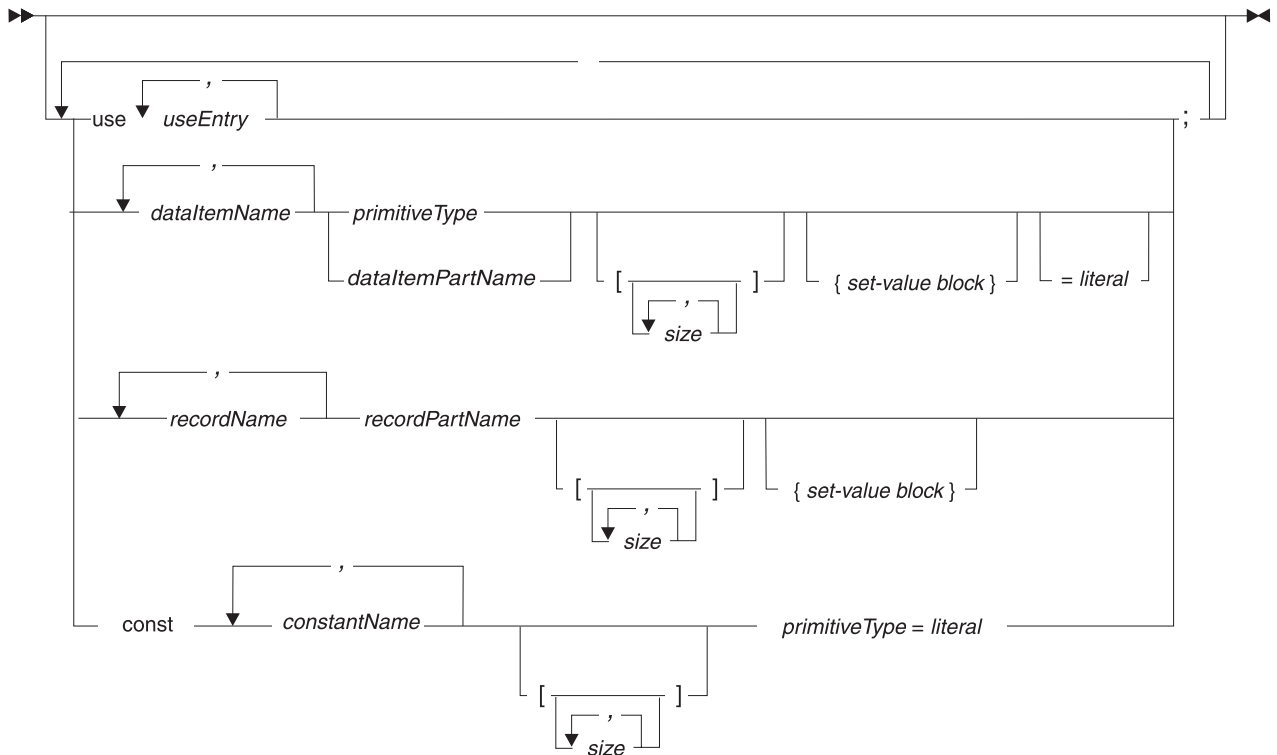 ,
use useEntry ;
,
dataItemName primitiveType
dataItemPartName [ ] { set-value block } = literal
,
size
,
recordName recordPartName
[ ] { set-value block }
,
size
,
const constantName primitiveType = literal
[ ]
,
size